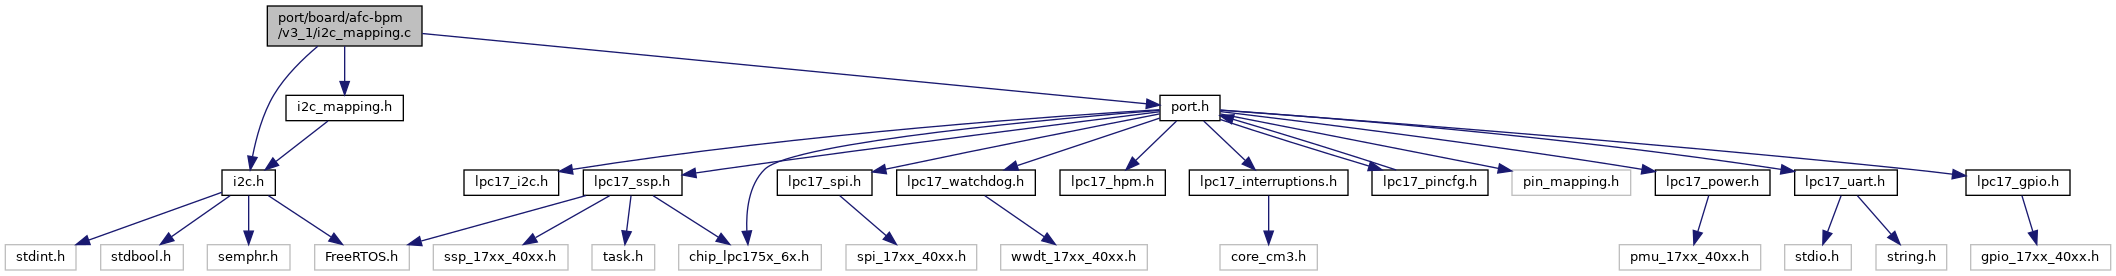 port/board/afc-bpm
/v3_1/i2c_mapping.c
i2c_mapping.h
port.h
i2c.h
lpc17_i2c.h
lpc17_ssp.h
lpc17_spi.h
lpc17_watchdog.h
lpc17_hpm.h
lpc17_interruptions.h
lpc17_pincfg.h
pin_mapping.h
lpc17_power.h
lpc17_uart.h
lpc17_gpio.h
stdint.h
stdbool.h
semphr.h
FreeRTOS.h
ssp_17xx_40xx.h
task.h
chip_lpc175x_6x.h
spi_17xx_40xx.h
wwdt_17xx_40xx.h
core_cm3.h
pmu_17xx_40xx.h
stdio.h
string.h
gpio_17xx_40xx.h